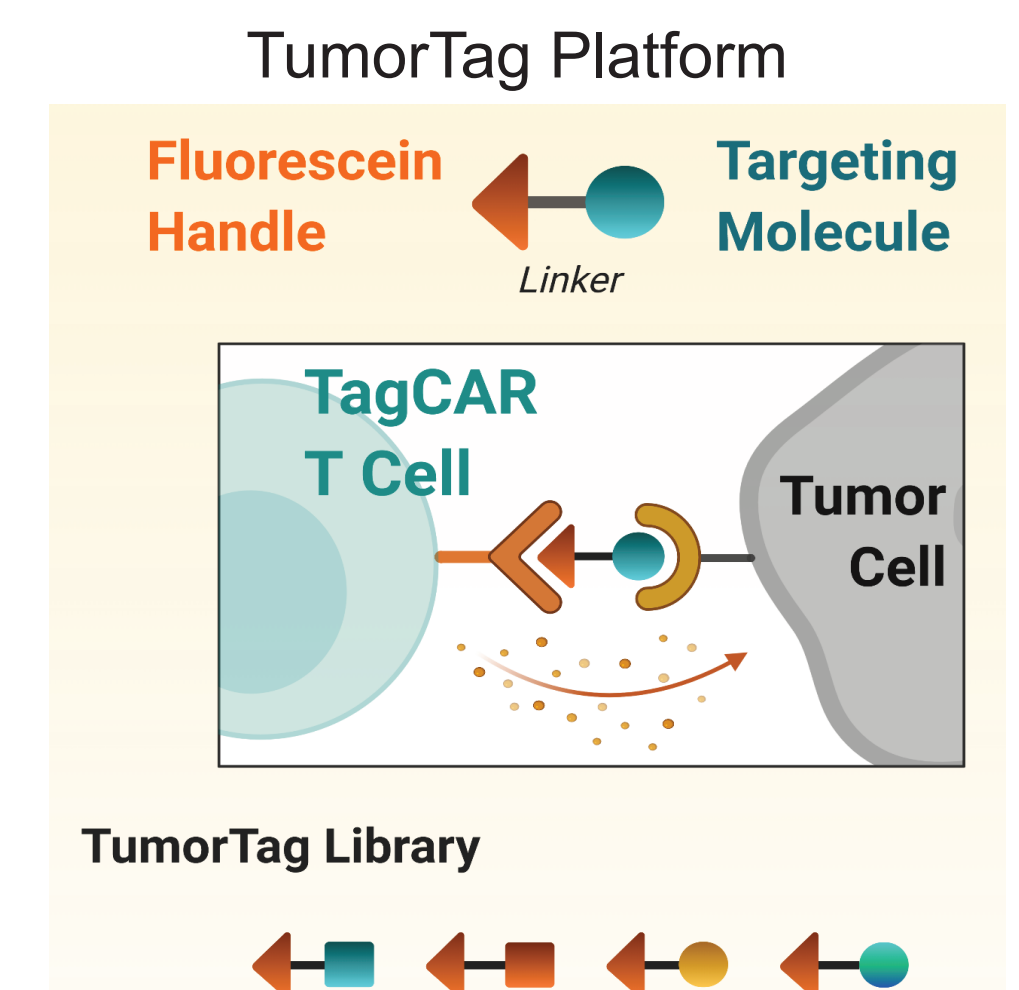 TumorTag Platform
Fluorescein
Handle
Targeting
Molecule
Linker
TagCAR
T Cell
Tumor
Cell
TumorTag Library